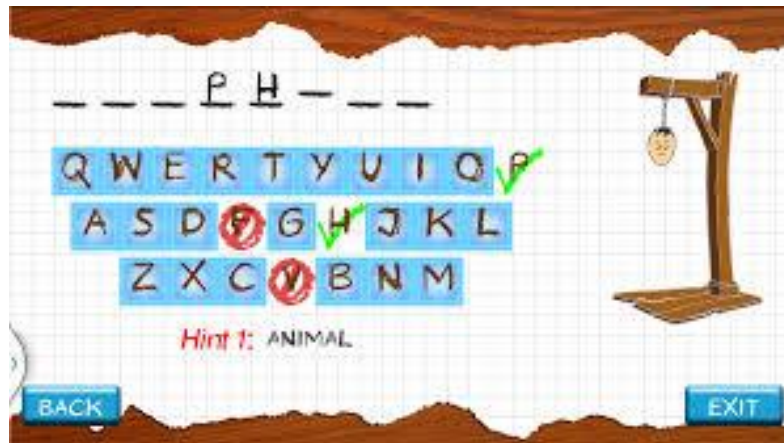 _ _ _ P H _ _ _
Q W E R T Y U I O P
A S D F G H J K L
Z X C V B N M
Hint 1: ANIMAL
BACK
EXIT